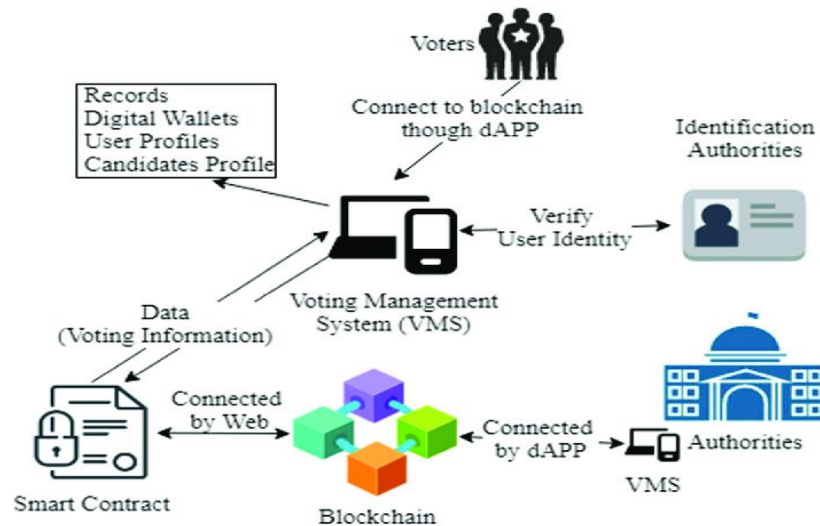 Voters
Connect to blockchain
though dAPP
Records
Digital Wallets
User Profiles
Candidates Profile
Identification
Authorities
Verify
User Identity
Voting Management
System (VMS)
Data
(Voting Information)
Connected
by Web
Connected
by dAPP
Authorities
VMS
Smart Contract
Blockchain